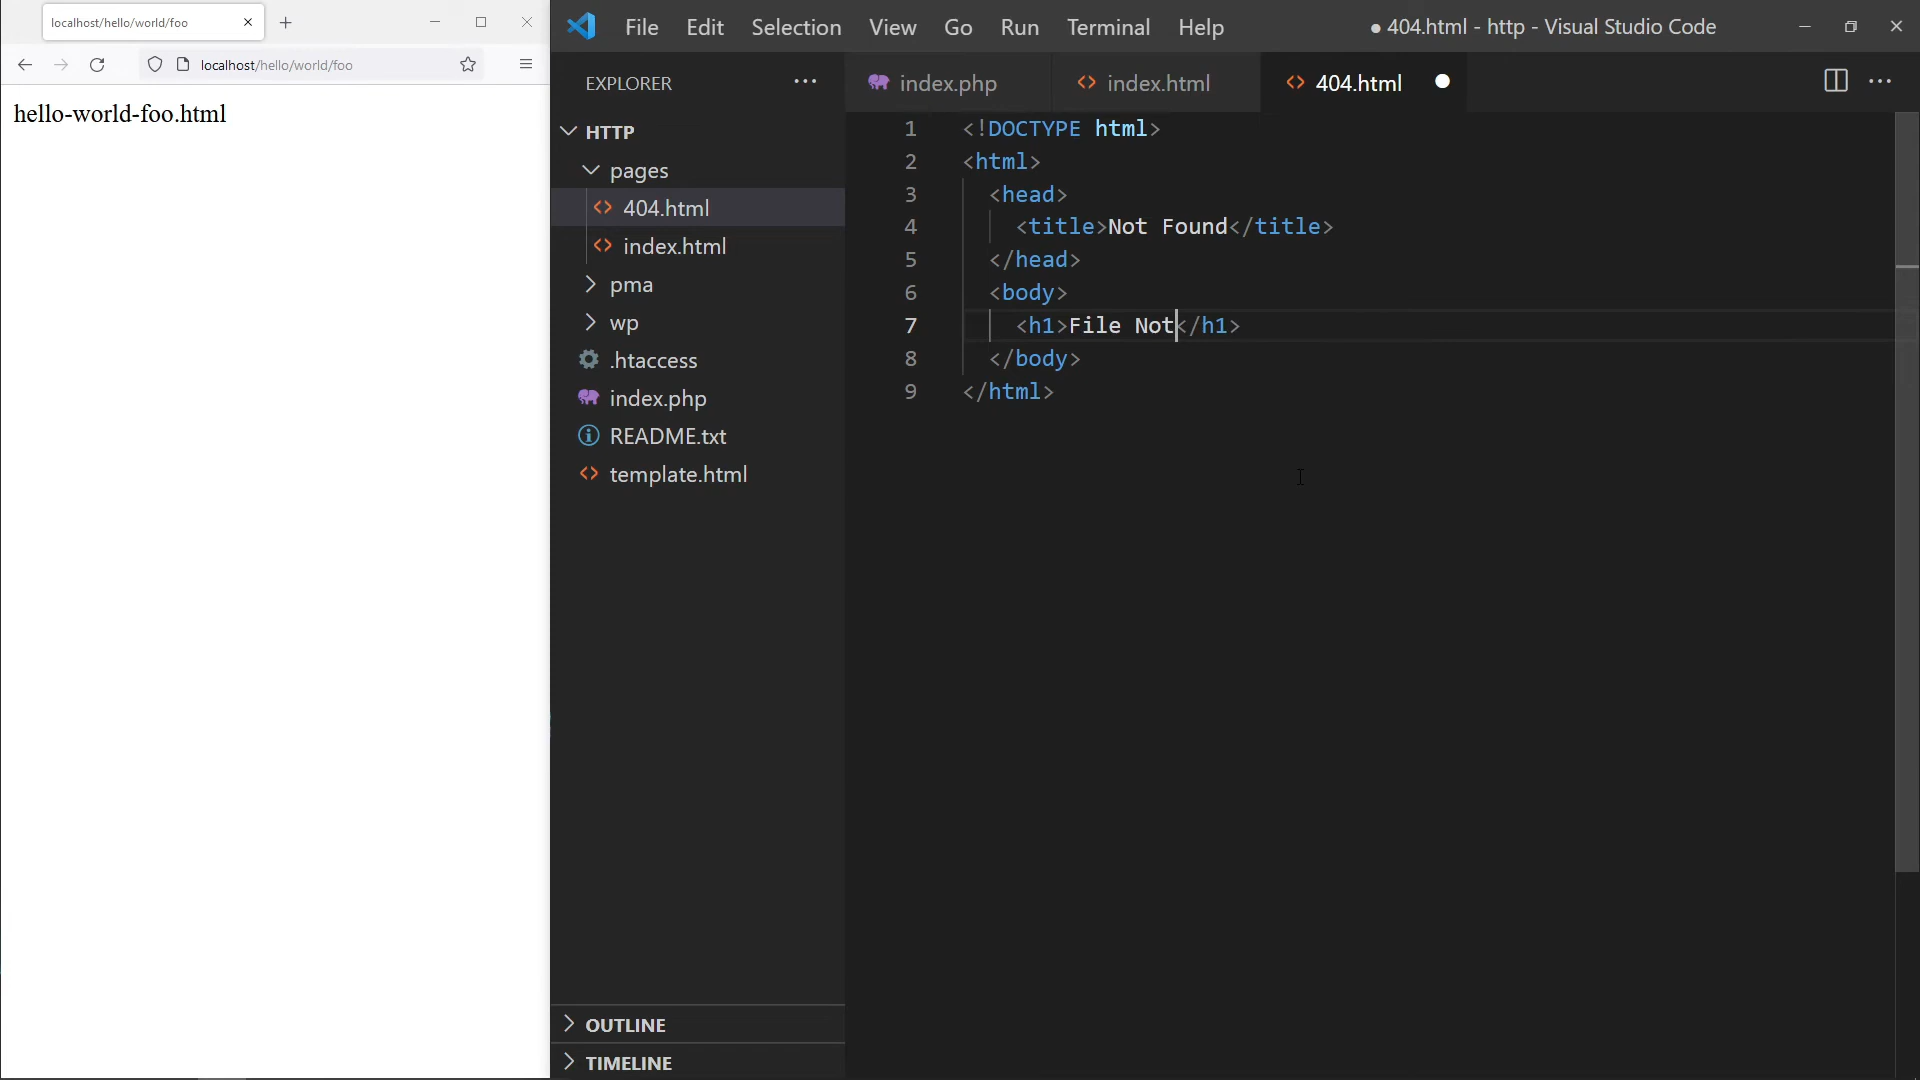 localhost/hello/world/foo
localhost/hello/world/foo
hello-world-foo.html
File Edit Selection View Go Run Terminal Help
● 404.html - http - Visual Studio Code
EXPLORER
HTTP
pages
404.html
index.html
pma
wp
.htaccess
index.php
README.txt
template.html
OUTLINE
TIMELINE
index.php index.html 404.html
1 <!DOCTYPE html>
2 <html>
3 <head>
4 <title>Not Found</title>
5 </head>
6 <body>
7 <h1>File Not</h1>
8 </body>
9 </html>